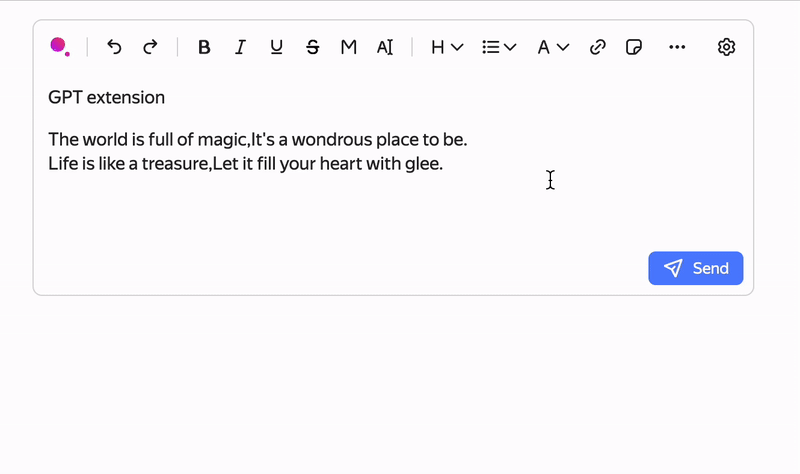 B I U S M AI H A
GPT extension
The world is full of magic,It's a wondrous place to be.
Life is like a treasure,Let it fill your heart with glee.
Send